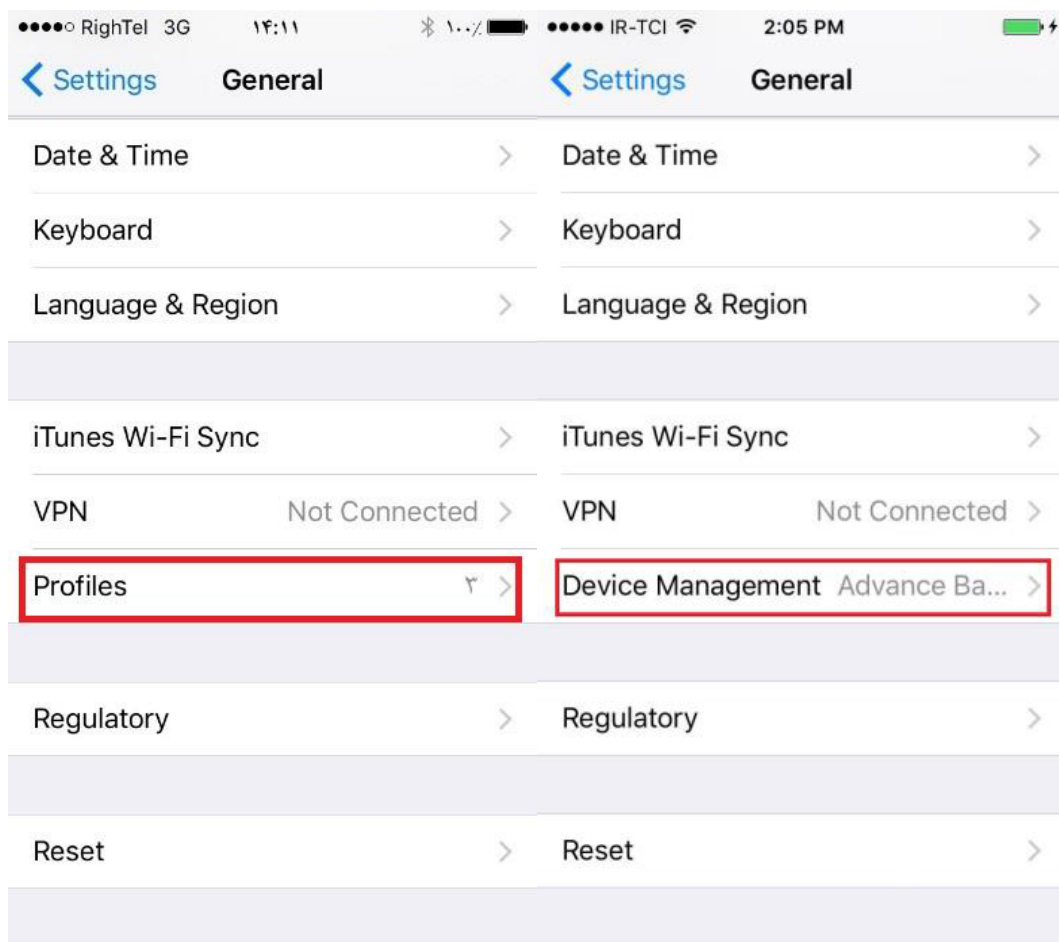 RighTel 3G ۱۴:۱۱ ۱۰۰٪
Settings General
Date & Time
Keyboard
Language & Region
iTunes Wi-Fi Sync
VPN Not Connected
Profiles ۳
Regulatory
Reset
IR-TCI 2:05 PM
Settings General
Date & Time
Keyboard
Language & Region
iTunes Wi-Fi Sync
VPN Not Connected
Device Management Advance Ba...
Regulatory
Reset